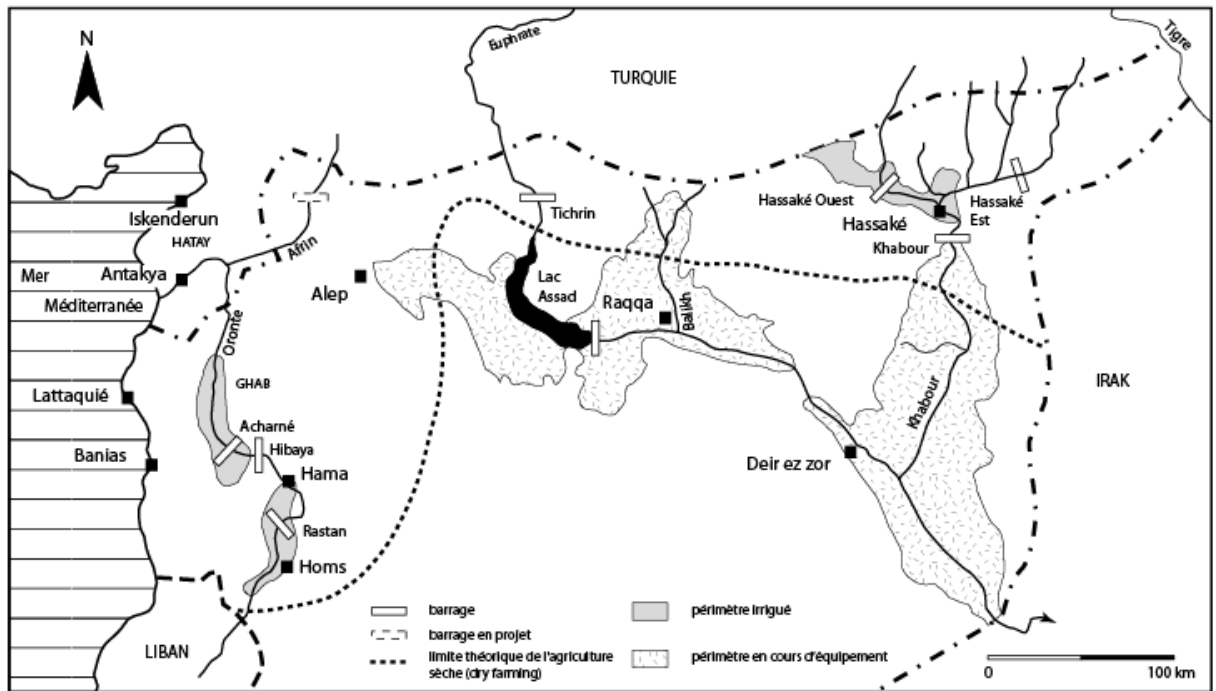 N
Euphrate
Tigre
TURQUIE
Iskenderun
HATAY
Afrin
Tichrin
Hassaké Ouest
Hassaké
Hassaké
Est
Khabour
Mer
Méditerranée
Antakya
Alep
Lac
Assad
Raqqa
Balikh
Oronte
GHAB
IRAK
Lattaquié
Khabour
Acharné
Hibaya
Banias
Hama
Deir ez zor
Rastan
Homs
LIBAN
barrage
barrage en projet
limite théorique de l'agriculture
sèche (dry farming)
périmètre irrigué
périmètre en cours d'équipement
0
100 km